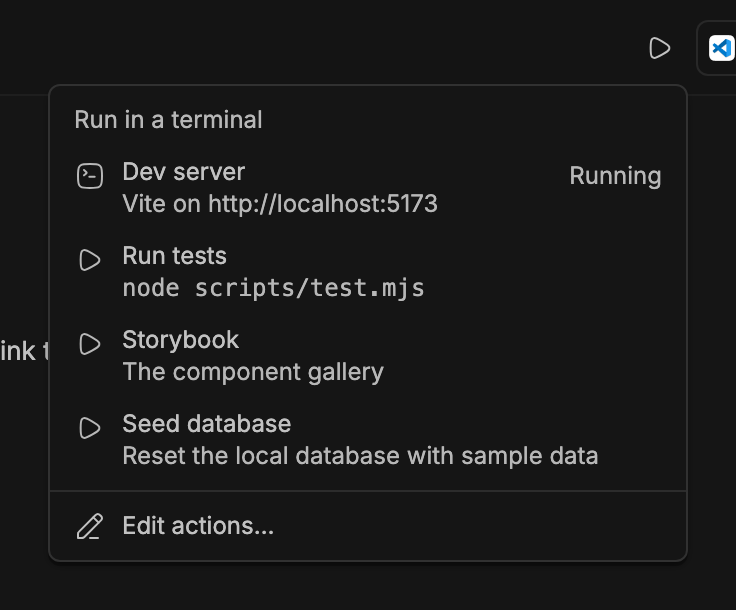 Run in a terminal
Dev server
Running
Vite on http://localhost:5173
Run tests
node scripts/test.mjs
Storybook
ink t
The component gallery
Seed database
Reset the local database with sample data
Edit actions...